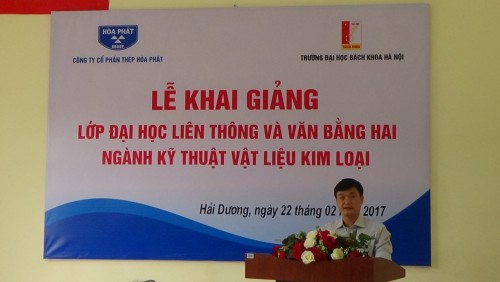 HÒA PHÁT
GROUP
CÔNG TY CỔ PHẦN THÉP HÒA PHÁT
TRƯỜNG ĐẠI HỌC BÁCH KHOA HÀ NỘI
LỄ KHAI GIẢNG
LỚP ĐẠI HỌC LIÊN THÔNG VÀ VĂN BẰNG HAI
NGÀNH KỸ THUẬT VẬT LIỆU KIM LOẠI
Hải Dương, ngày 22 tháng 02 2017